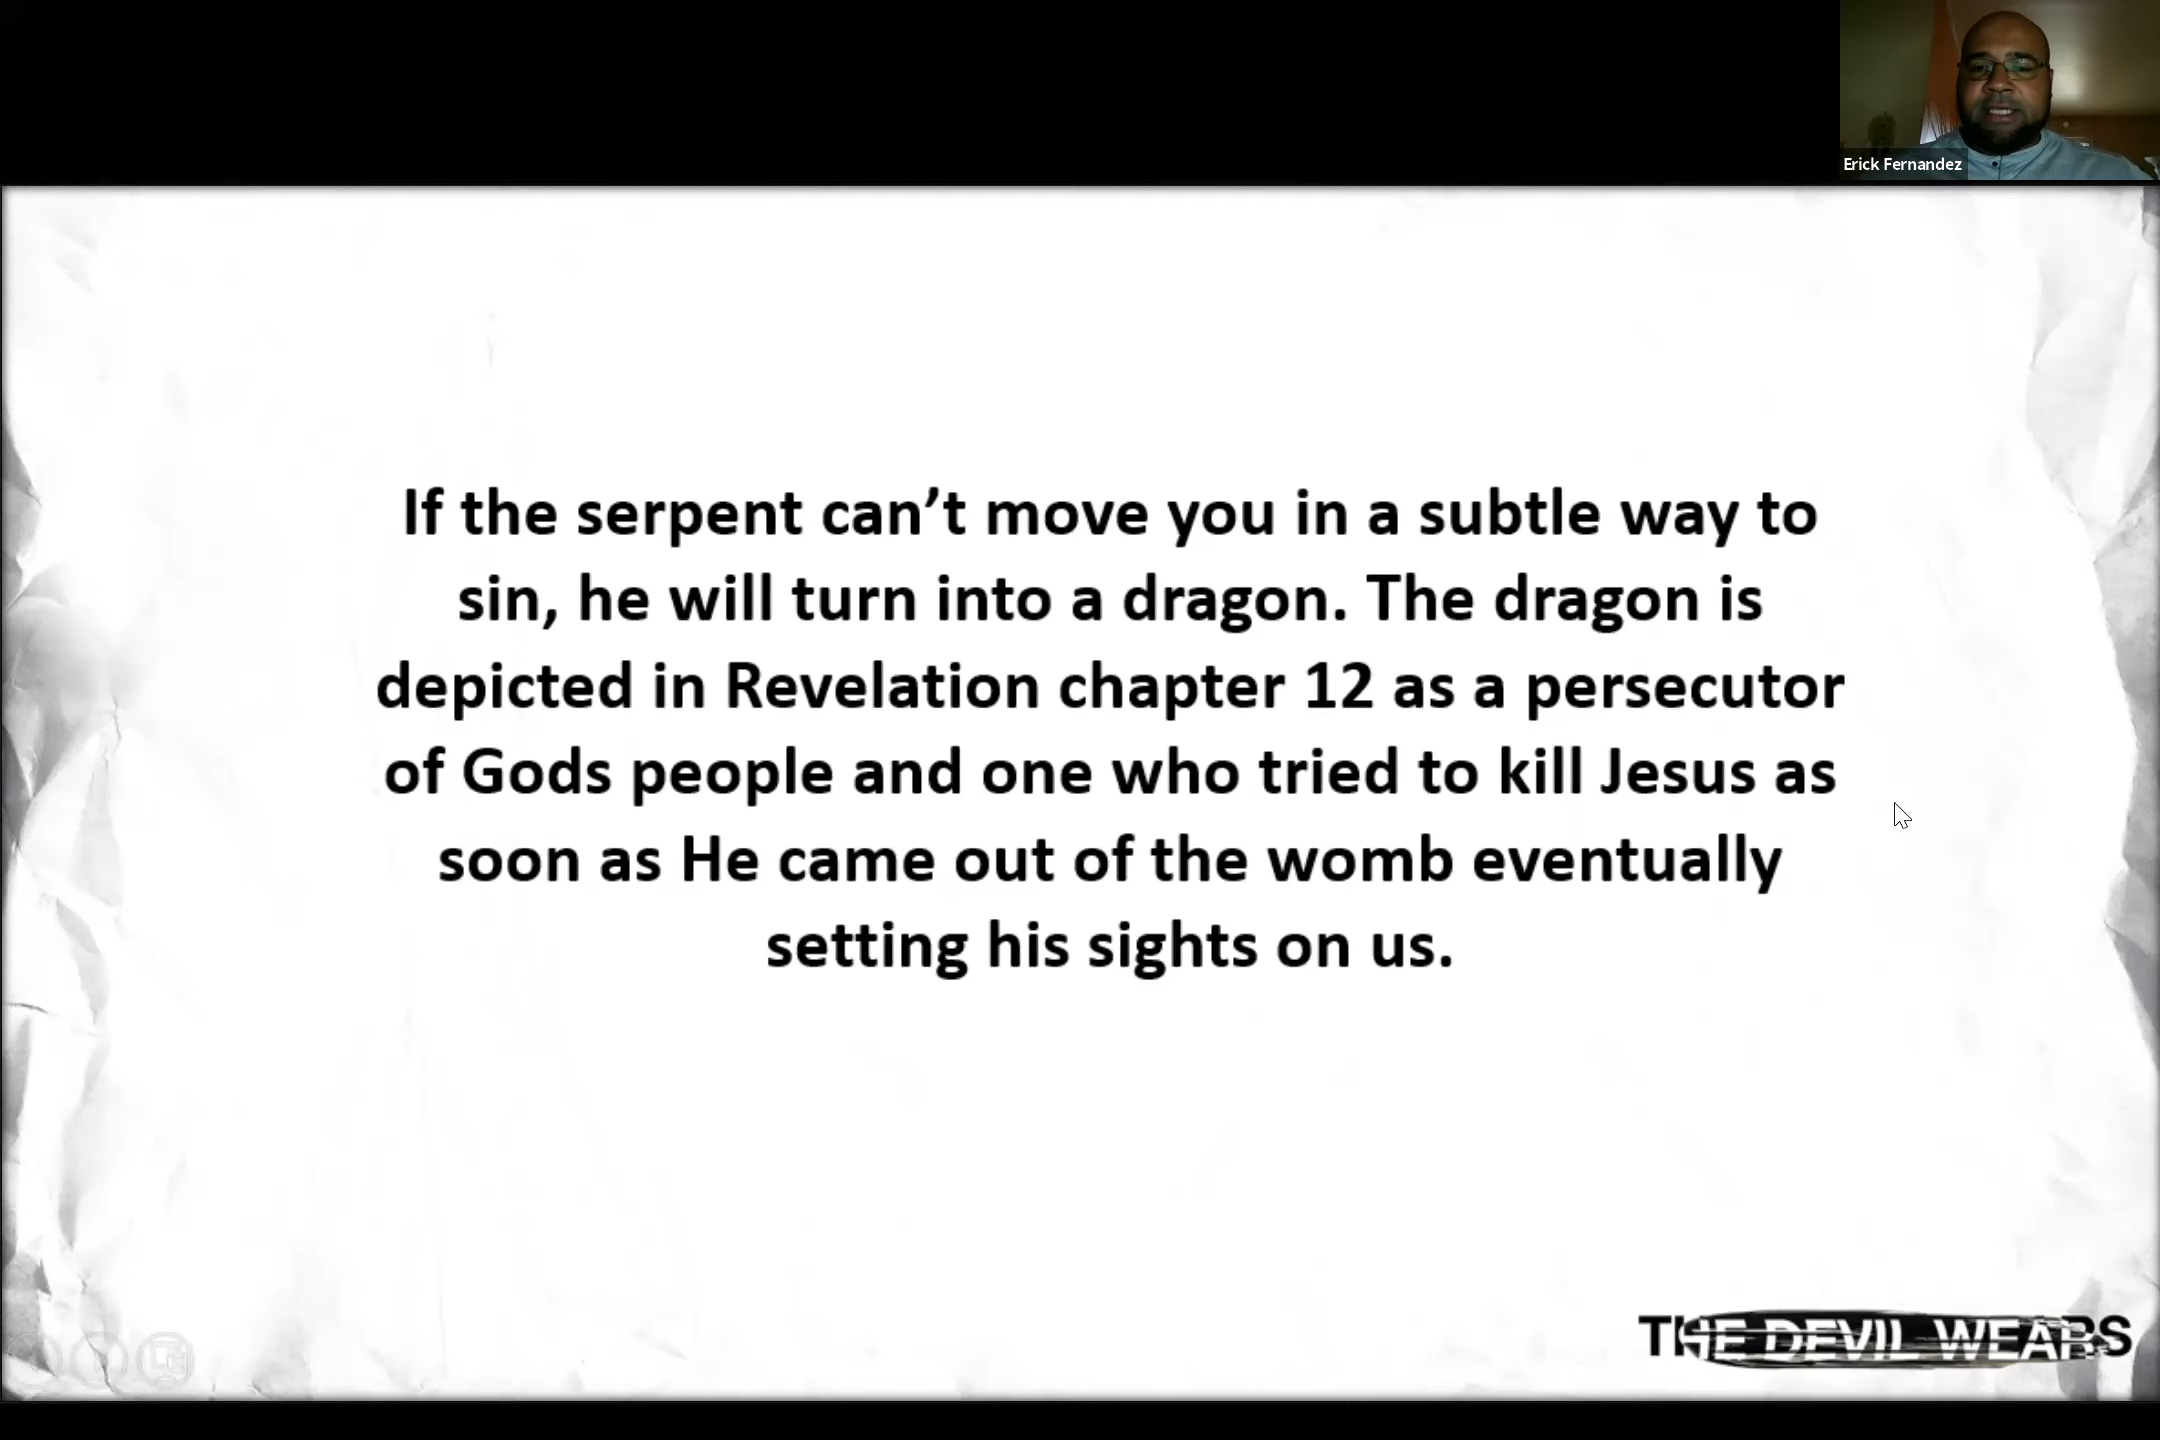 Erick Fernandez
If the serpent can’t move you in a subtle way to
sin, he will turn into a dragon. The dragon is
depicted in Revelation chapter 12 as a persecutor
of Gods people and one who tried to kill Jesus as
soon as He came out of the womb eventually
setting his sights on us.
THE DEVIL WEARS